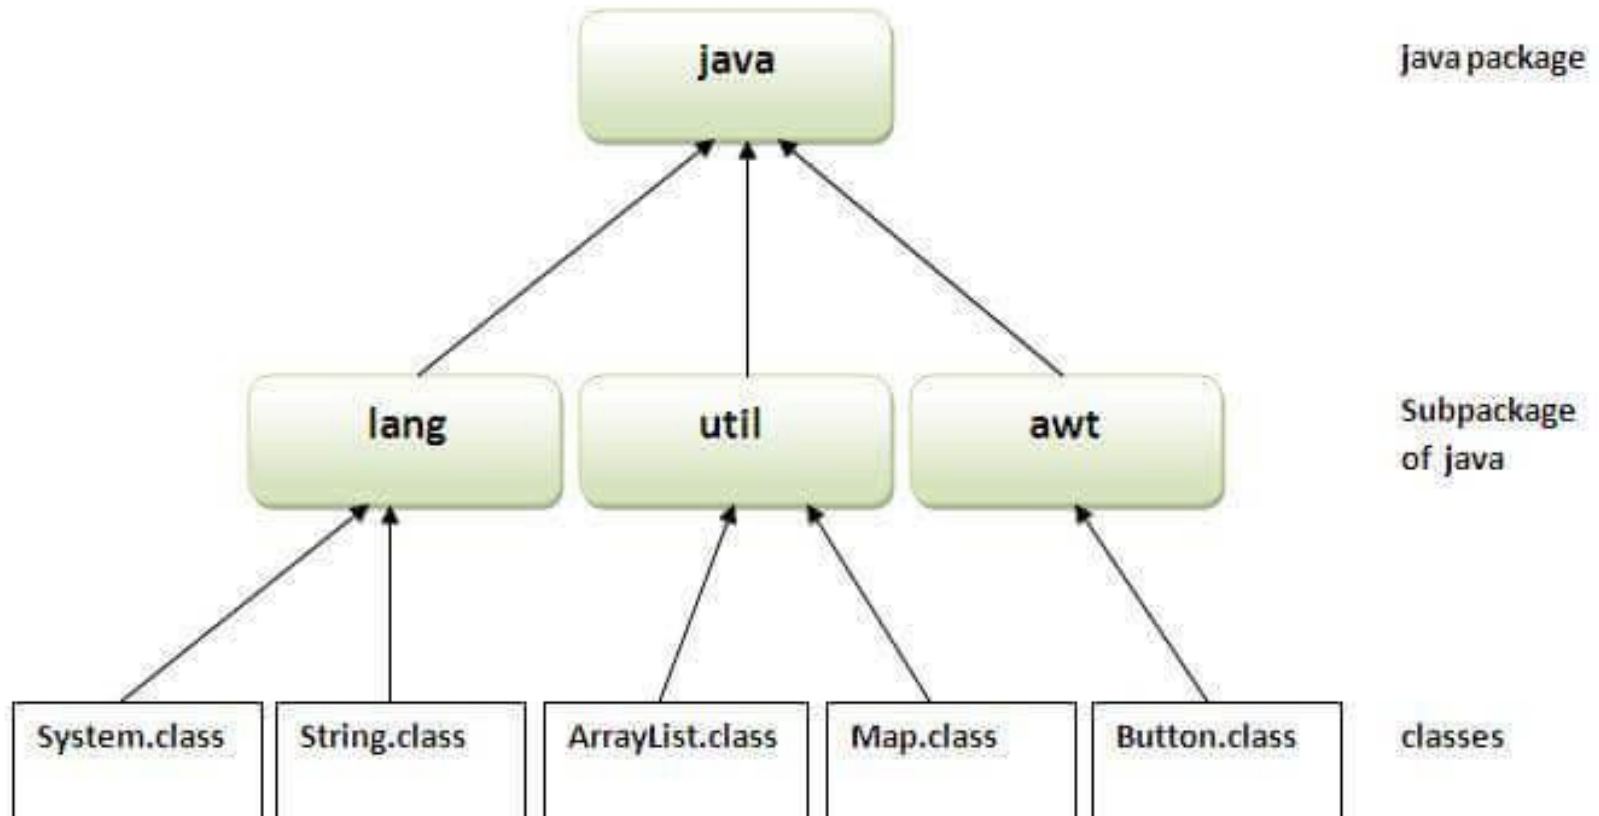 java
java package
lang
util
awt
Subpackage
of java
System.class
String.class
ArrayList.class
Map.class
Button.class
classes